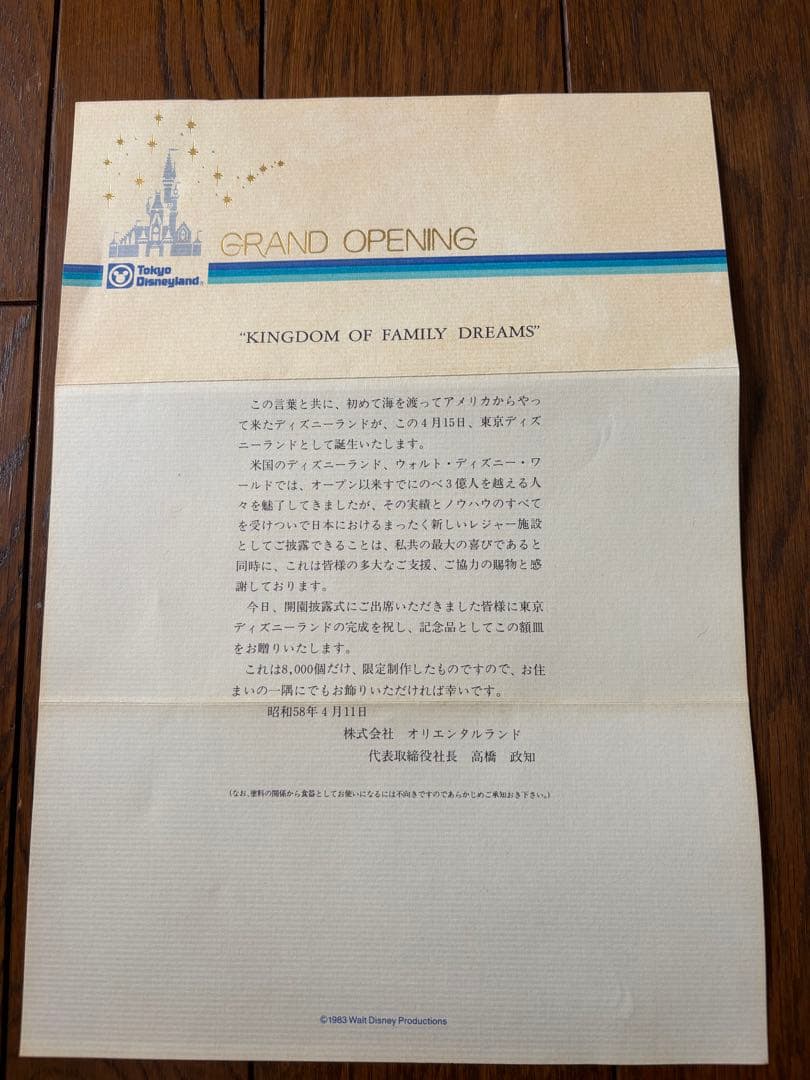 GRAND OPENING
Tokyo
Disneyland®
"KINGDOM OF FAMILY DREAMS"
この言葉と共に、初めて海を渡ってアメリカからやっ
て来たディズニーランドが、この4月15日、東京ディズ
ニーランドとして誕生いたします。
米国のディズニーランド、ウォルト・ディズニー・ワ
ールドでは、オープン以来すでにのべ3億人を越える人
々を魅了してきましたが、その実績とノウハウのすべて
を受けついで日本におけるまったく新しいレジャー施設
としてご披露できることは、私共の最大の喜びであると
同時に、これは皆様の多大なご支援、ご協力の賜物と感
謝しております。
今日、開園披露式にご出席いただきました皆様に東京
ディズニーランドの完成を祝し、記念品としてこの額皿
をお贈りいたします。
これは8,000個だけ、限定制作したものですので、お住
まいの一隅にでもお飾りいただければ幸いです。
昭和58年4月11日
株式会社 オリエンタルランド
代表取締役社長 高橋 政知
(なお、塗料の関係から食器としてお使いになるには不向きですのであらかじめご承知おき下さい。)
©1983 Walt Disney Productions